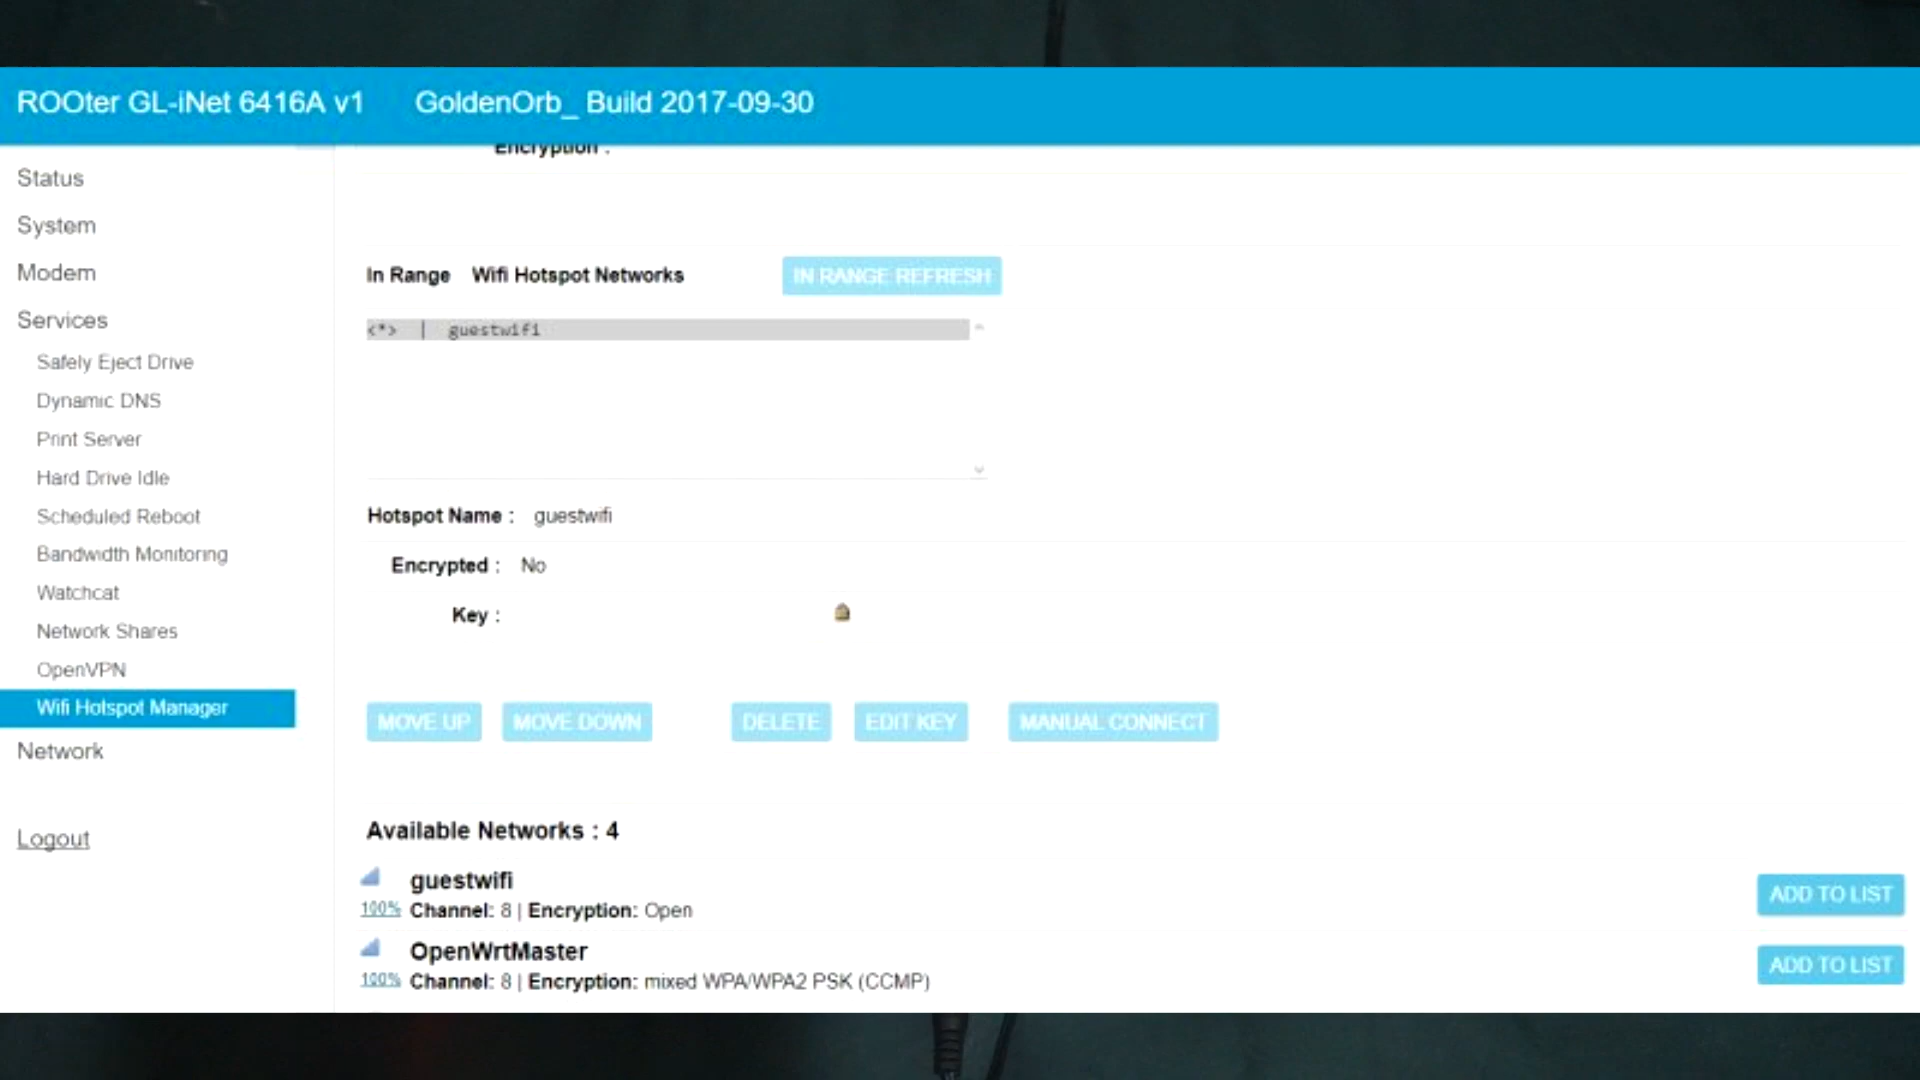 ROOter GL-iNet 6416A v1 GoldenOrb_ Build 2017-09-30
Encryption :
Status
System
Modem
Services
Safely Eject Drive
Dynamic DNS
Print Server
Hard Drive Idle
Scheduled Reboot
Bandwidth Monitoring
Watchcat
Network Shares
OpenVPN
Wifi Hotspot Manager
Network
Logout
In Range Wifi Hotspot Networks IN RANGE REFRESH
<*> | guestwifi
Hotspot Name : guestwifi
Encrypted : No
Key :
MOVE UP MOVE DOWN DELETE EDIT KEY MANUAL CONNECT
Available Networks : 4
guestwifi
100% Channel: 8 | Encryption: Open
ADD TO LIST
OpenWrtMaster
100% Channel: 8 | Encryption: mixed WPA/WPA2 PSK (CCMP)
ADD TO LIST